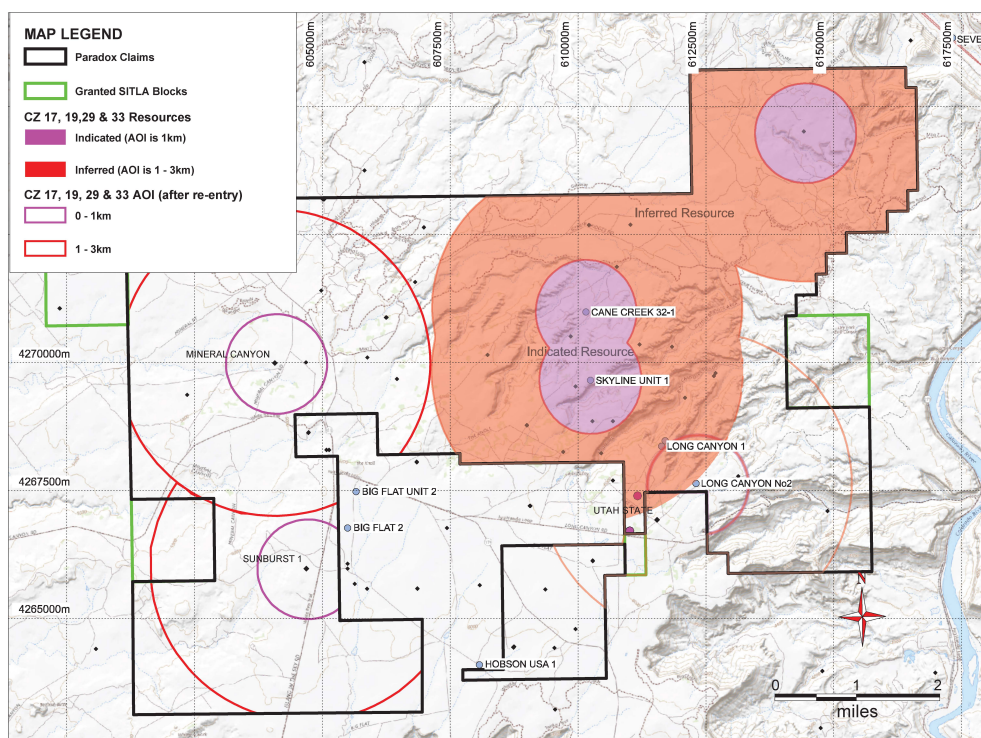 MAP LEGEND
Paradox Claims
Granted SITLA Blocks
CZ 17, 19,29 & 33 Resources
Indicated (AOI is 1km)
Inferred (AOI is 1 - 3km)
CZ 17, 19, 29 & 33 AOI (after re-entry)
0 - 1km
1 - 3km
605000m
607500m
610000m
612500m
615000m
617500m
SEVE
Inferred Resource
CANE CREEK 32-1
4270000m
MINERAL CANYON
Indicated Resource
SKYLINE UNIT 1
LONG CANYON 1
4267500m
BIG FLAT UNIT 2
LONG CANYON No2
UTAH STATE
BIG FLAT 2
SUNBURST 1
4265000m
N
HOBSON USA 1
0 1 2
miles
BIG FLAT